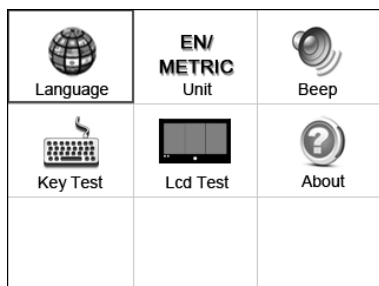 EN/
METRIC
Language
Unit
Beep
Key Test
Lcd Test
About